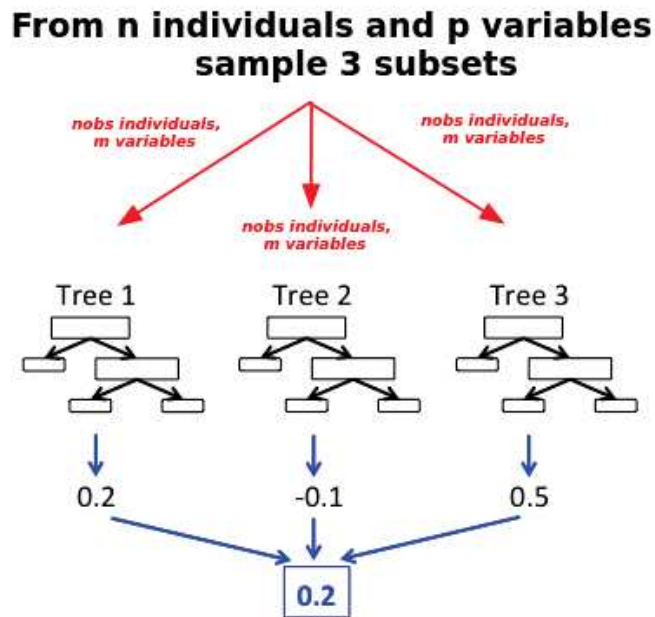 From n individuals and p variables
sample 3 subsets
nobs individuals,
m variables
nobs individuals,
m variables
nobs individuals,
m variables
Tree 1
Tree 2
Tree 3
0.2
-0.1
0.5
0.2